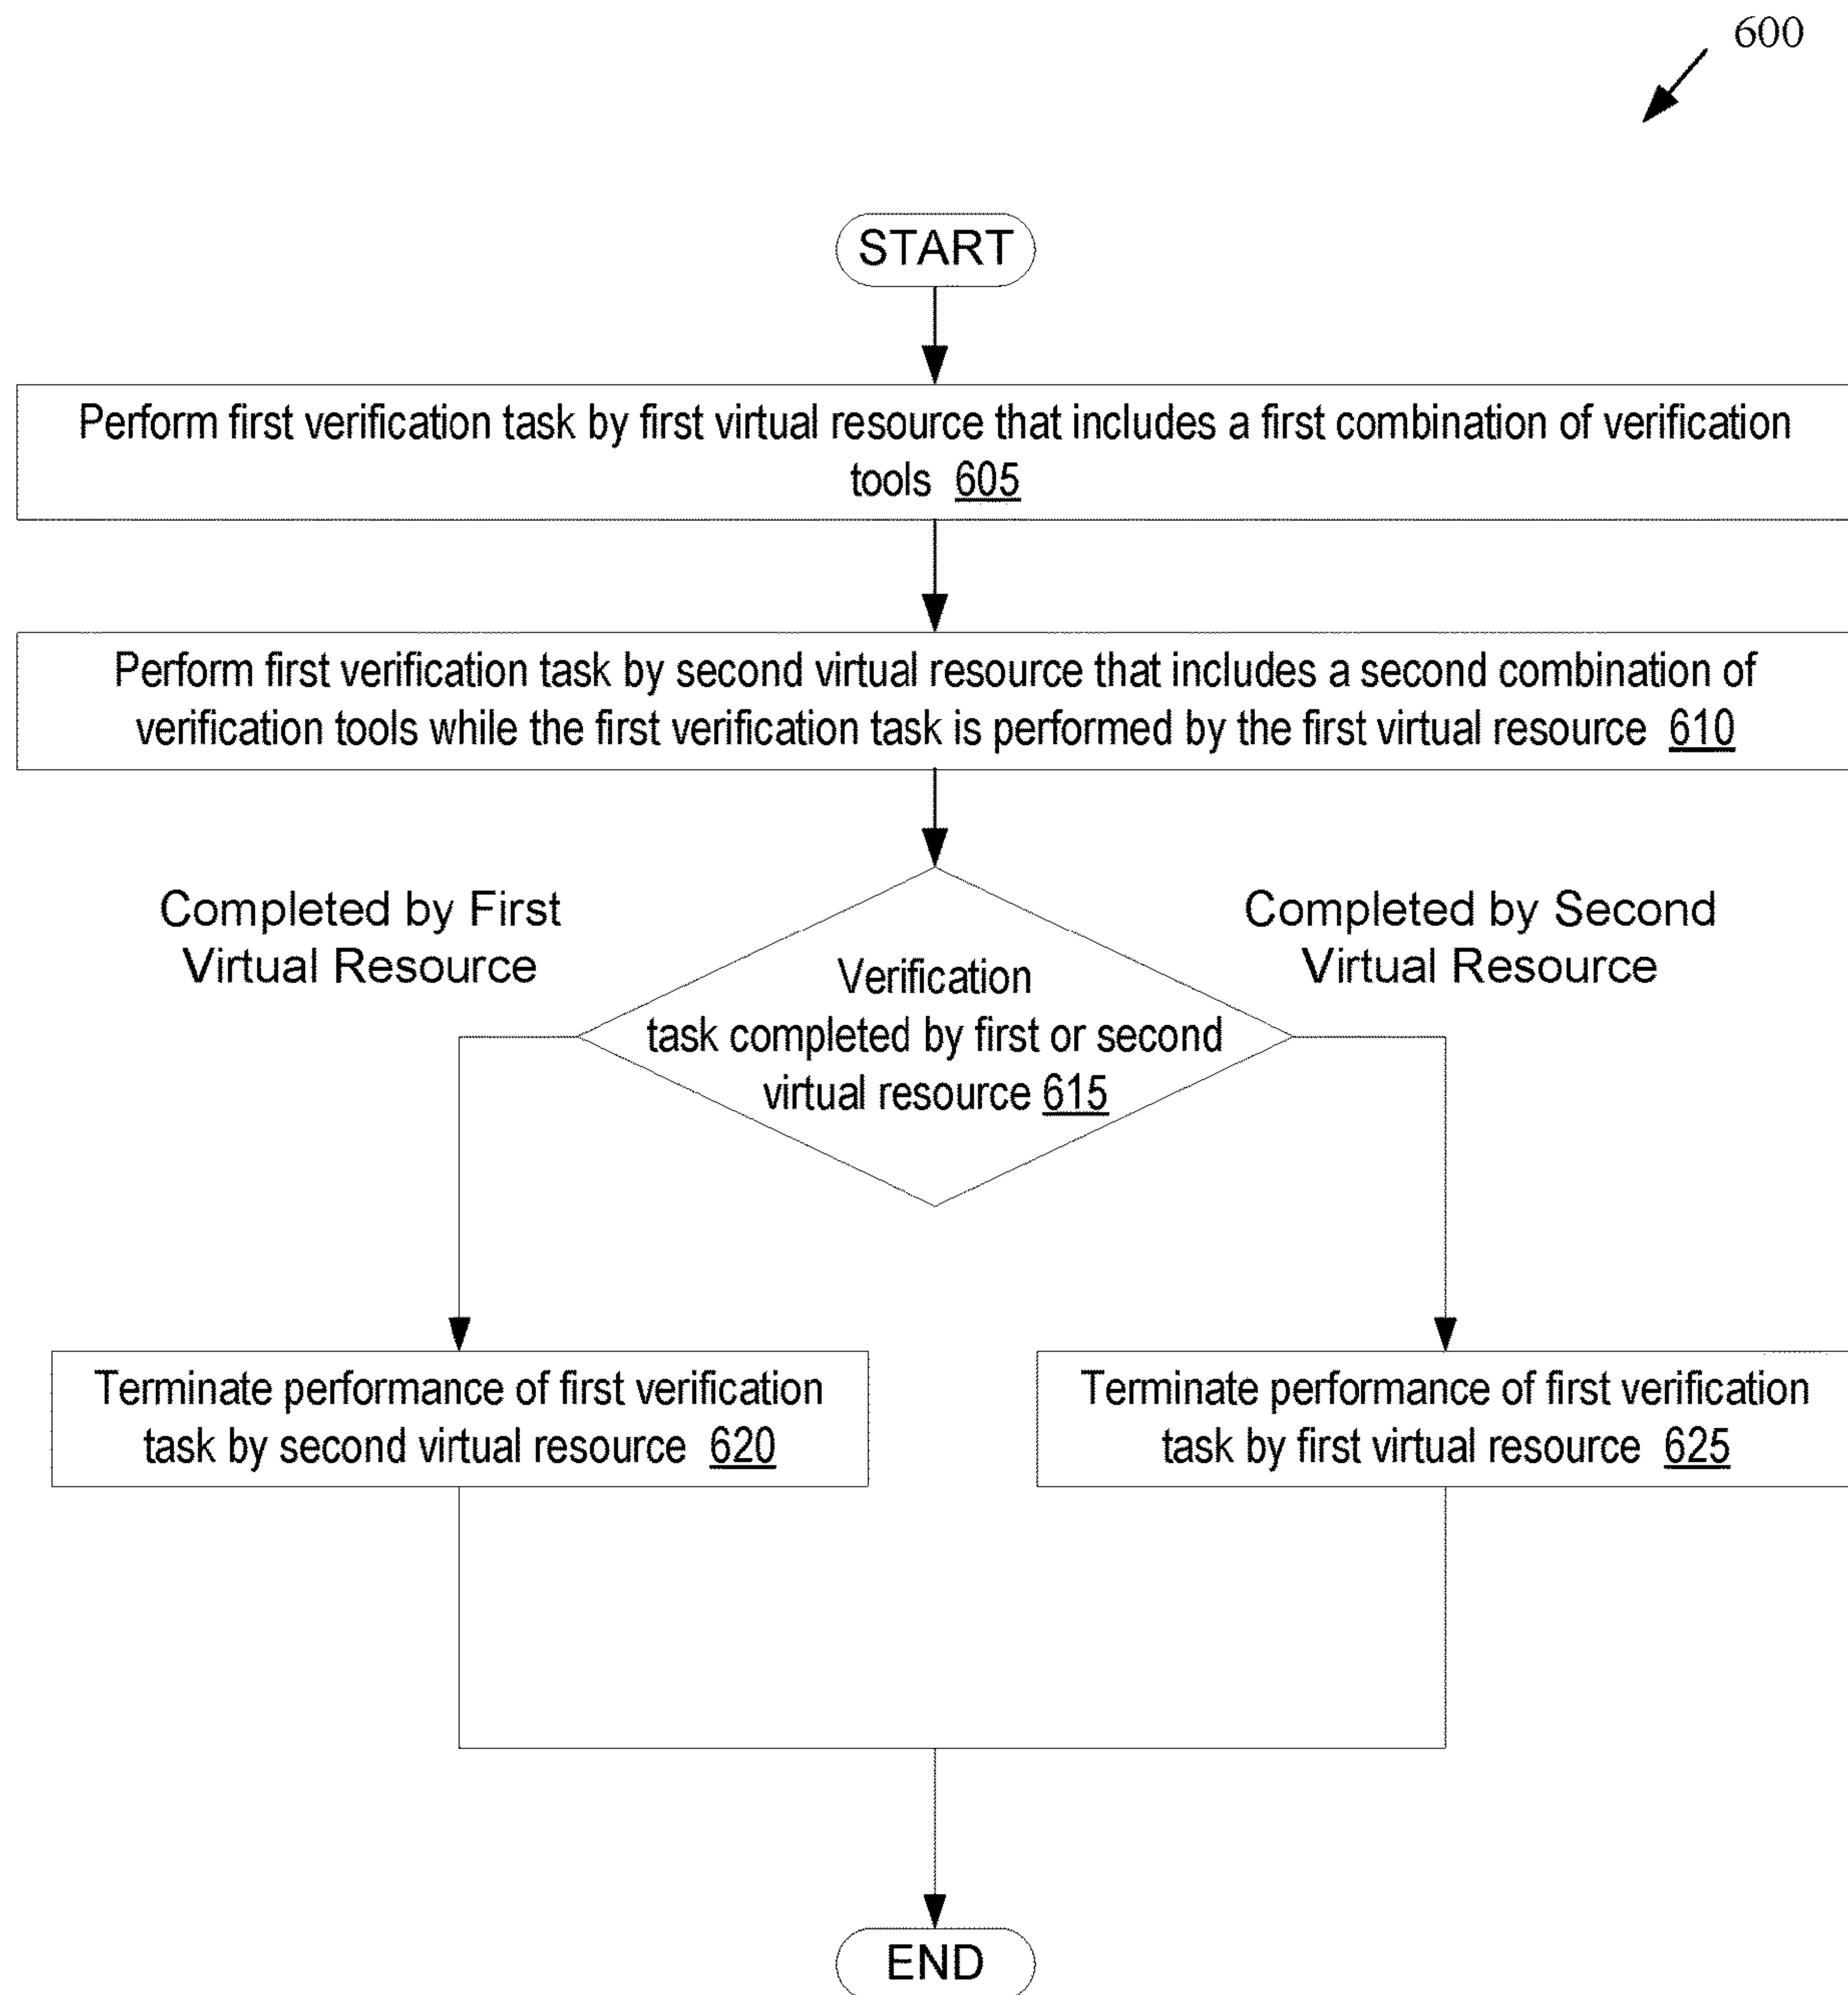 600
START
Perform first verification task by first virtual resource that includes a first combination of verification
tools 605
Perform first verification task by second virtual resource that includes a second combination of
verification tools while the first verification task is performed by the first virtual resource 610
Completed by First
Virtual Resource
Completed by Second
Virtual Resource
Verification
task completed by first or second
virtual resource 615
Terminate performance of first verification
task by second virtual resource 620
Terminate performance of first verification
task by first virtual resource 625
END